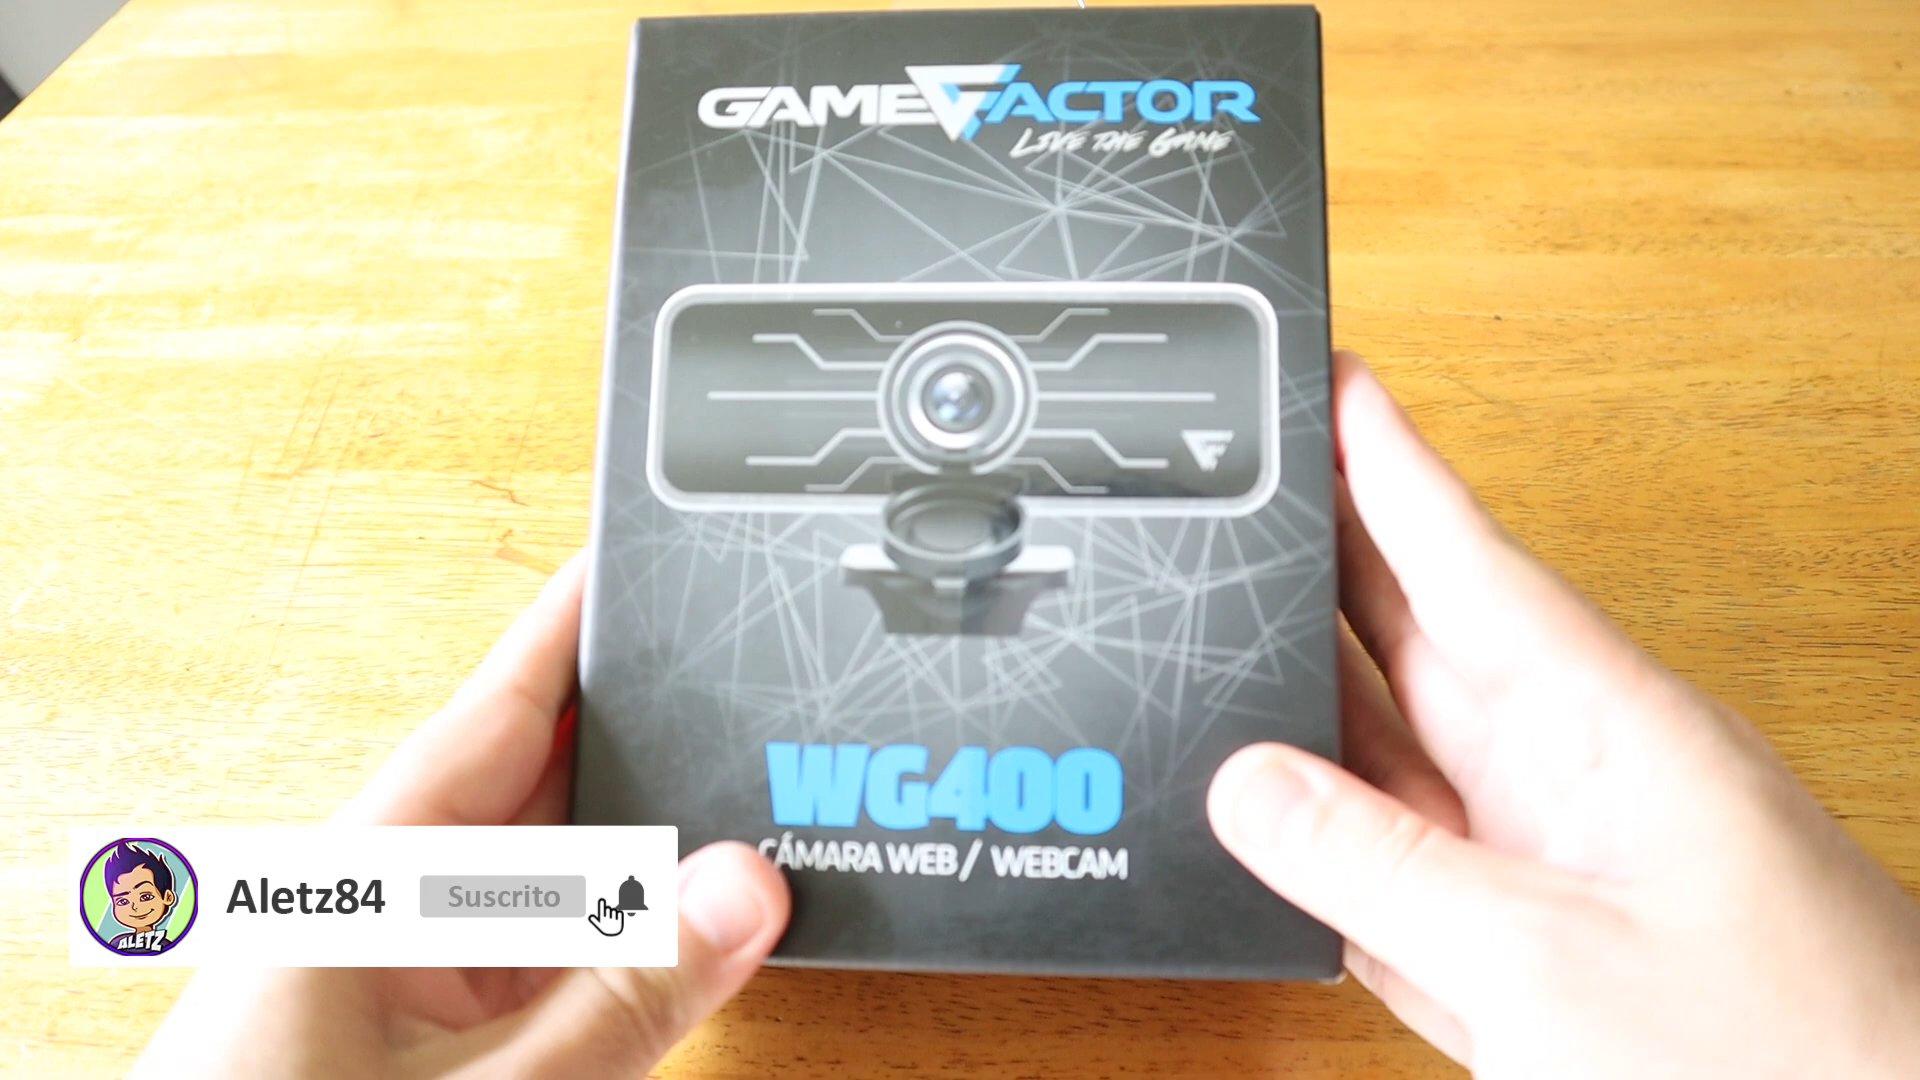 GAMEFACTOR
LIVE THE GAME
WG400
CÁMARA WEB / WEBCAM
Aletz84
Suscrito
ALETZ